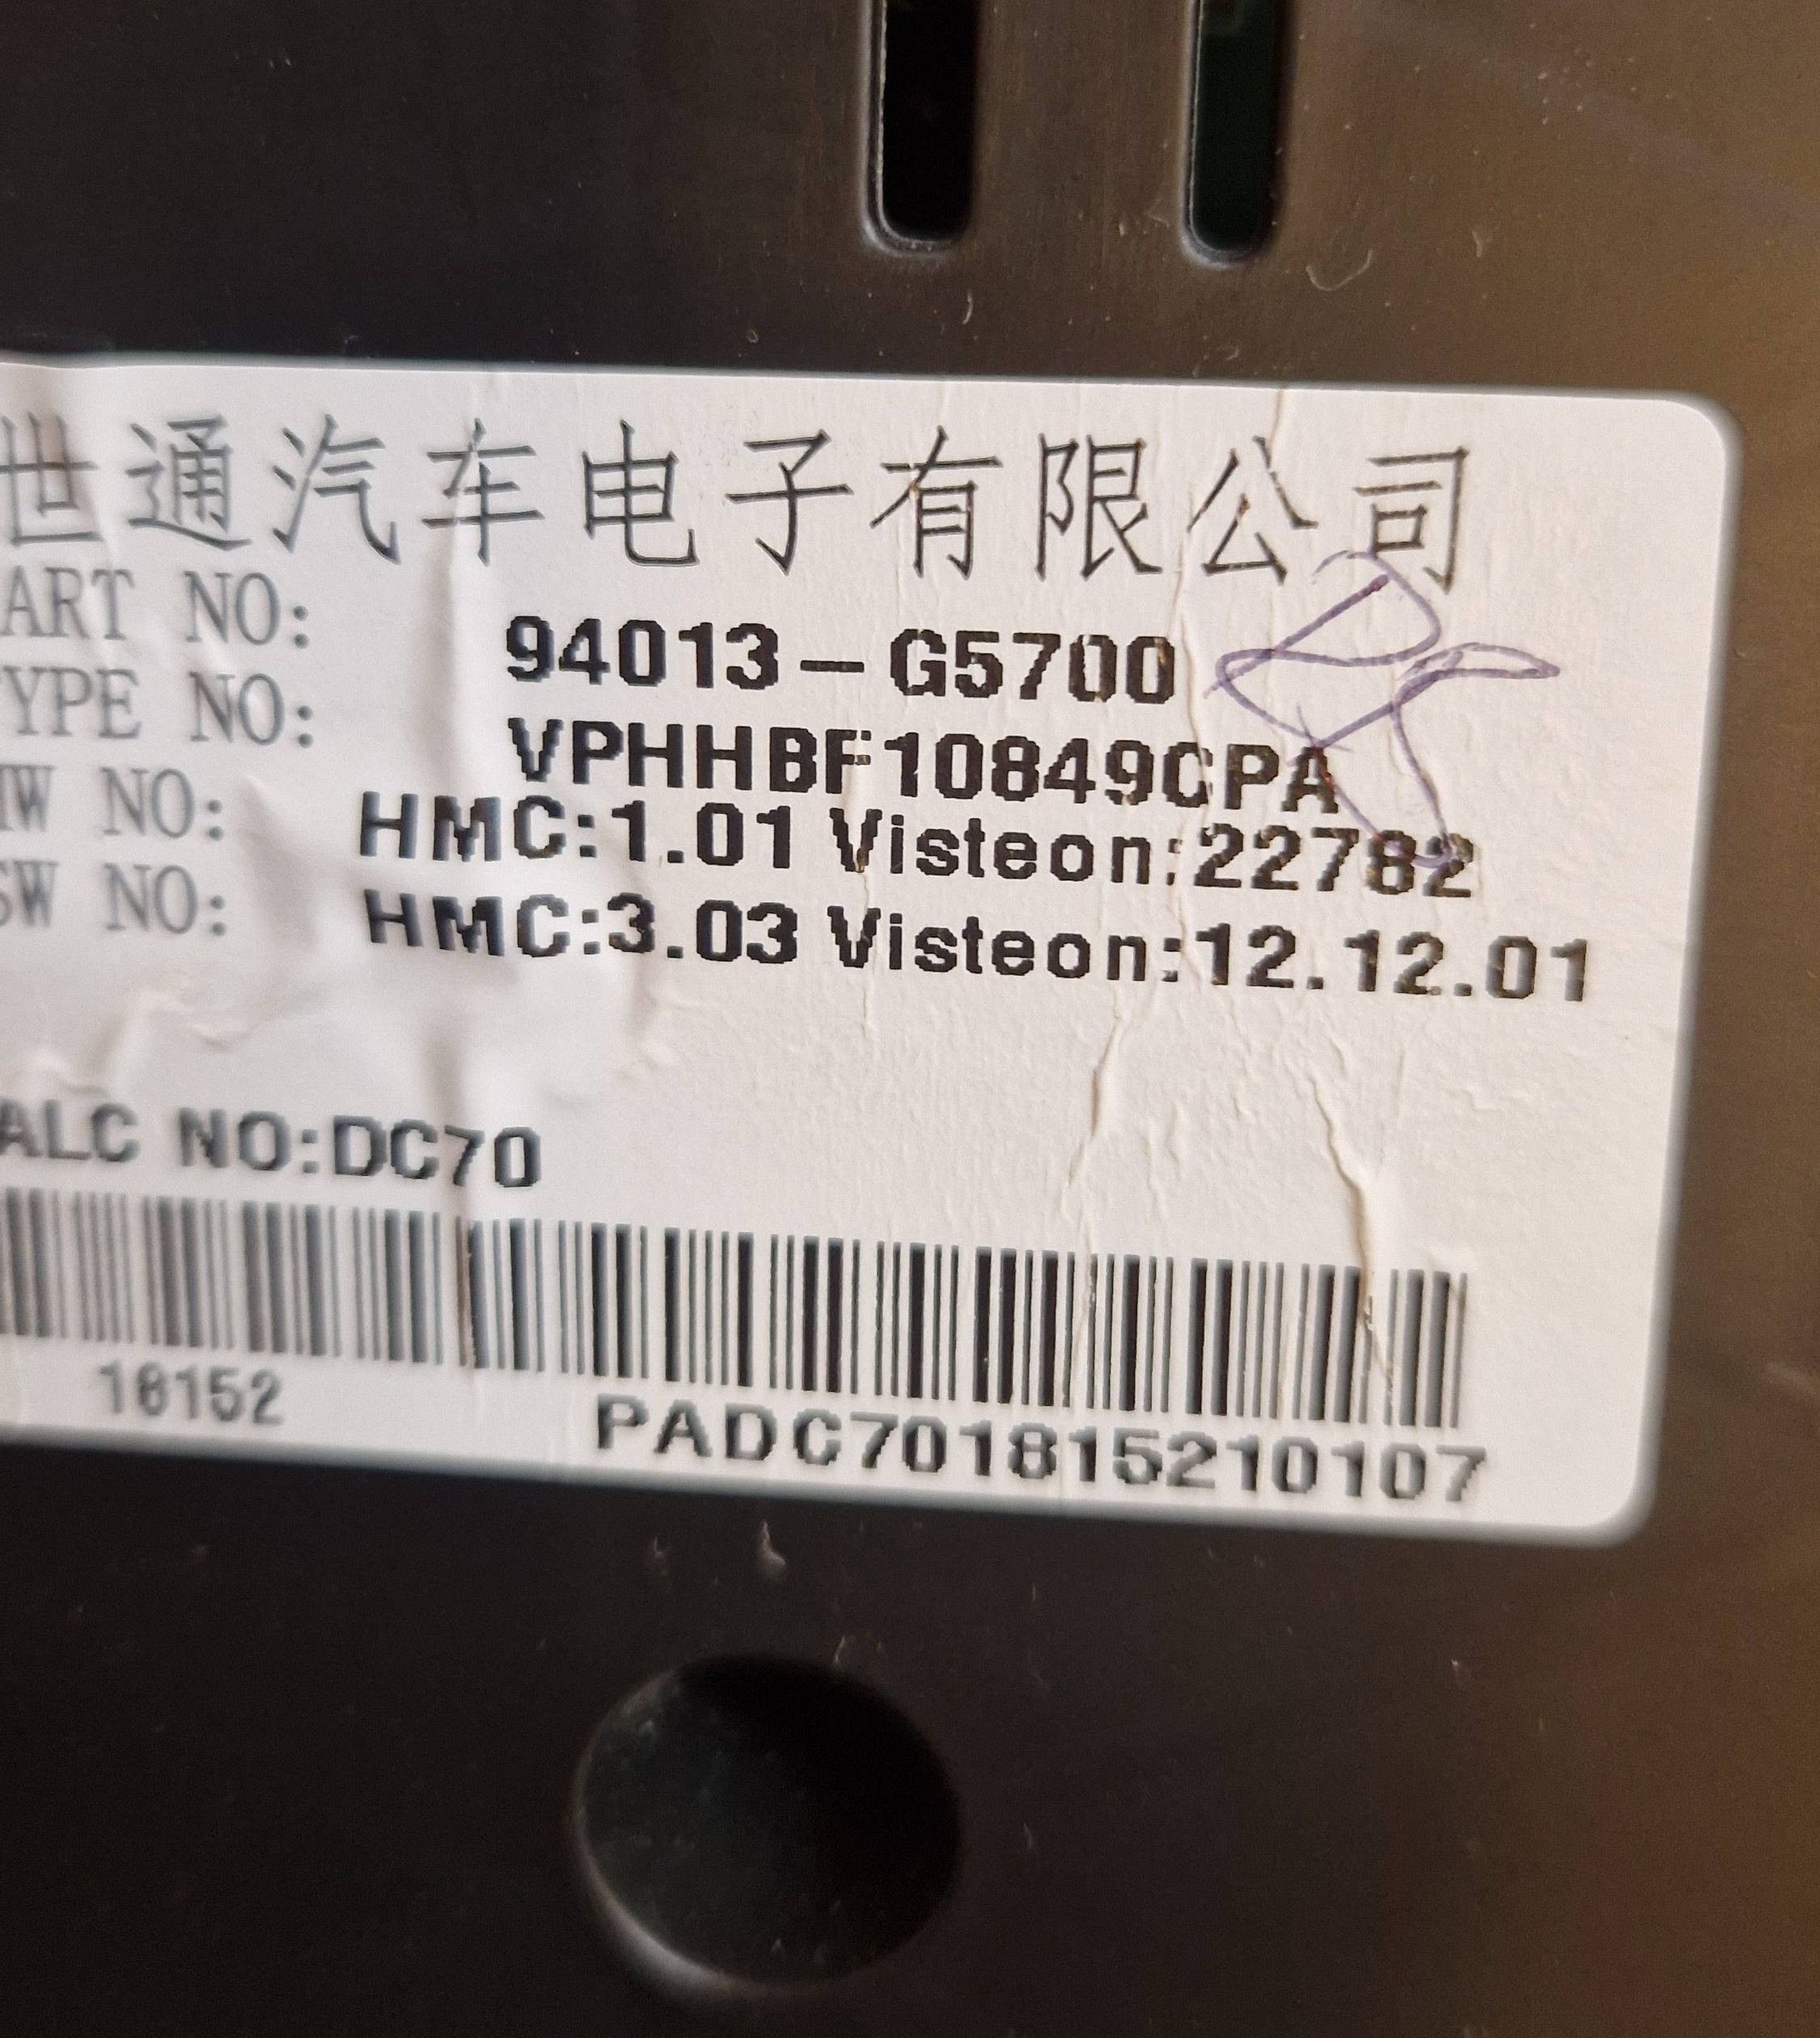 世通汽车电子有限公司
ART NO: 94013-G5700
YPE NO: VPHHBF10849CPA
W NO: HMC:1.01 Visteon:22782
SW NO: HMC:3.03 Visteon:12.12.01
ALC NO:DC70
18152 PADC701815210107